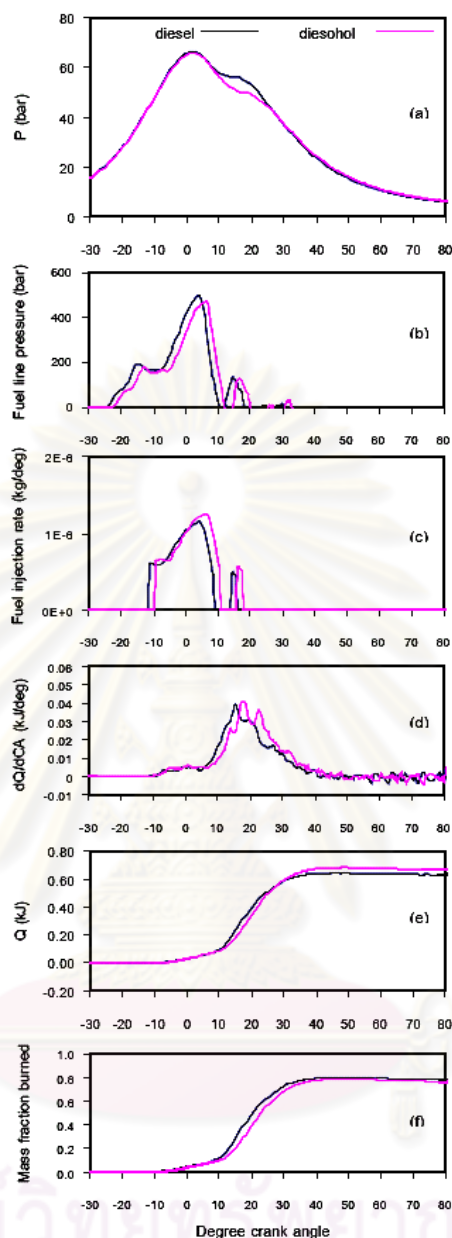 diesel diesohol
80
60
40
20
0
P (bar)
(a)
-30 -20 -10 0 10 20 30 40 50 60 70 80
600
400
200
0
Fuel line pressure (bar)
(b)
-30 -20 -10 0 10 20 30 40 50 60 70 80
2E-6
1E-6
0E+0
Fuel injection rate (kg/deg)
(c)
-30 -20 -10 0 10 20 30 40 50 60 70 80
0.06
0.05
0.04
0.03
0.02
0.01
0
-0.01
dQ/dCA (kJ/deg)
(d)
-30 -20 -10 0 10 20 30 40 50 60 70 80
0.80
0.60
0.40
0.20
0.00
-0.20
Q (kJ)
(e)
-30 -20 -10 0 10 20 30 40 50 60 70 80
1.0
0.8
0.6
0.4
0.2
0.0
Mass fraction burned
(f)
-30 -20 -10 0 10 20 30 40 50 60 70 80
Degree crank angle